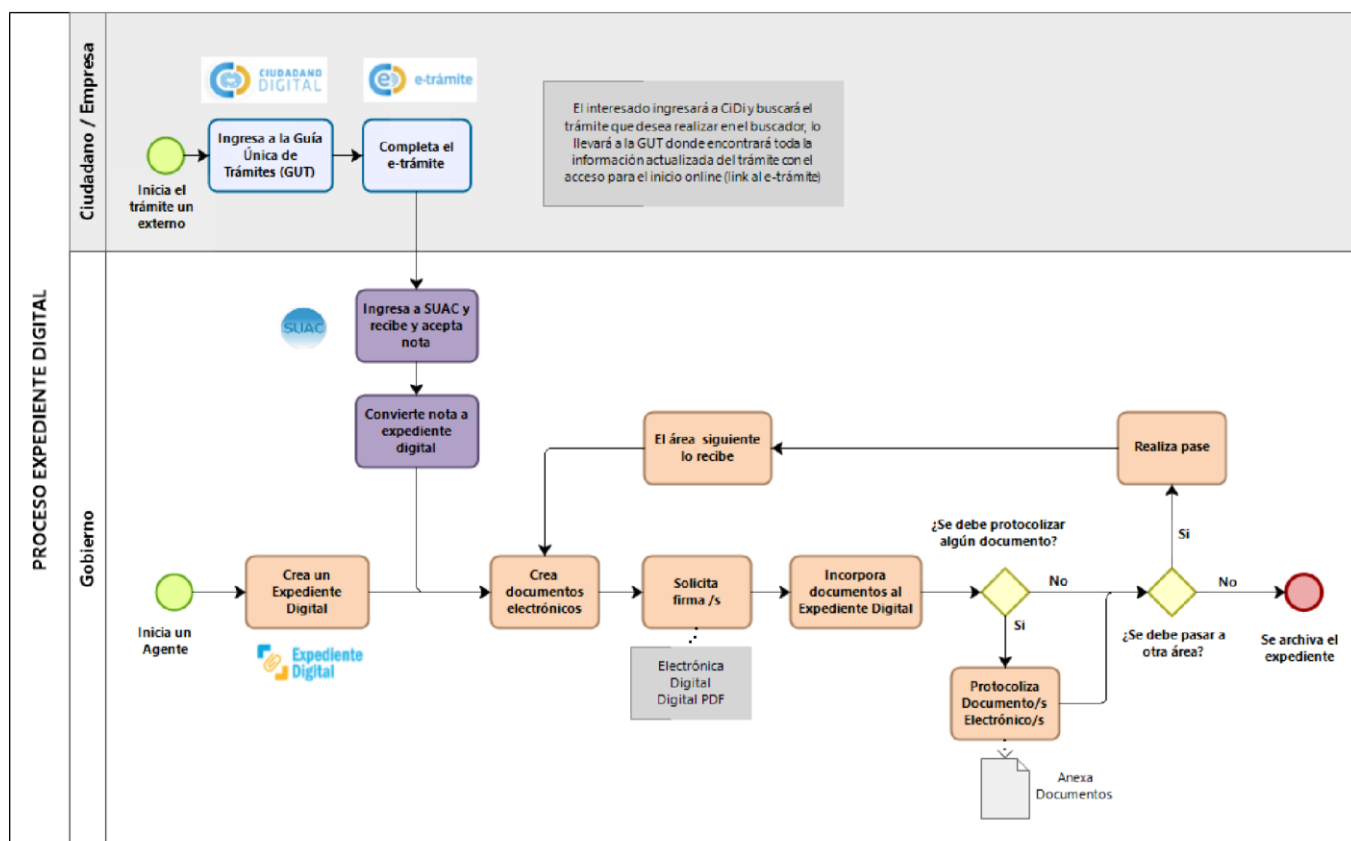 PROCESO EXPEDIENTE DIGITAL
Ciudadano / Empresa
CIUDADANO
DIGITAL
e-trámite
Inicia el
trámite un
externo
Ingresa a la Guía
Única de
Trámites (GUT)
Completa el
e-trámite
El interesado ingresará a CiDi y buscará el
trámite que desea realizar en el buscador, lo
llevará a la GUT donde encontrará toda la
información actualizada del trámite con el
acceso para el inicio online (link al e-trámite)
Gobierno
SUAC
Ingresa a SUAC y
recibe y acepta
nota
Convierte nota a
expediente
digital
El área siguiente
lo recibe
Realiza pase
Inicia un
Agente
Crea un
Expediente
Digital
Expediente
Digital
Crea
documentos
electrónicos
Solicita
firma /s
Electrónica
Digital
Digital PDF
Incorpora
documentos al
Expediente Digital
¿Se debe protocolizar
algún documento?
No
Si
Protocoliza
Documento/s
Electrónico/s
Anexa
Documentos
¿Se debe pasar a
otra área?
Si
No
Se archiva el
expediente